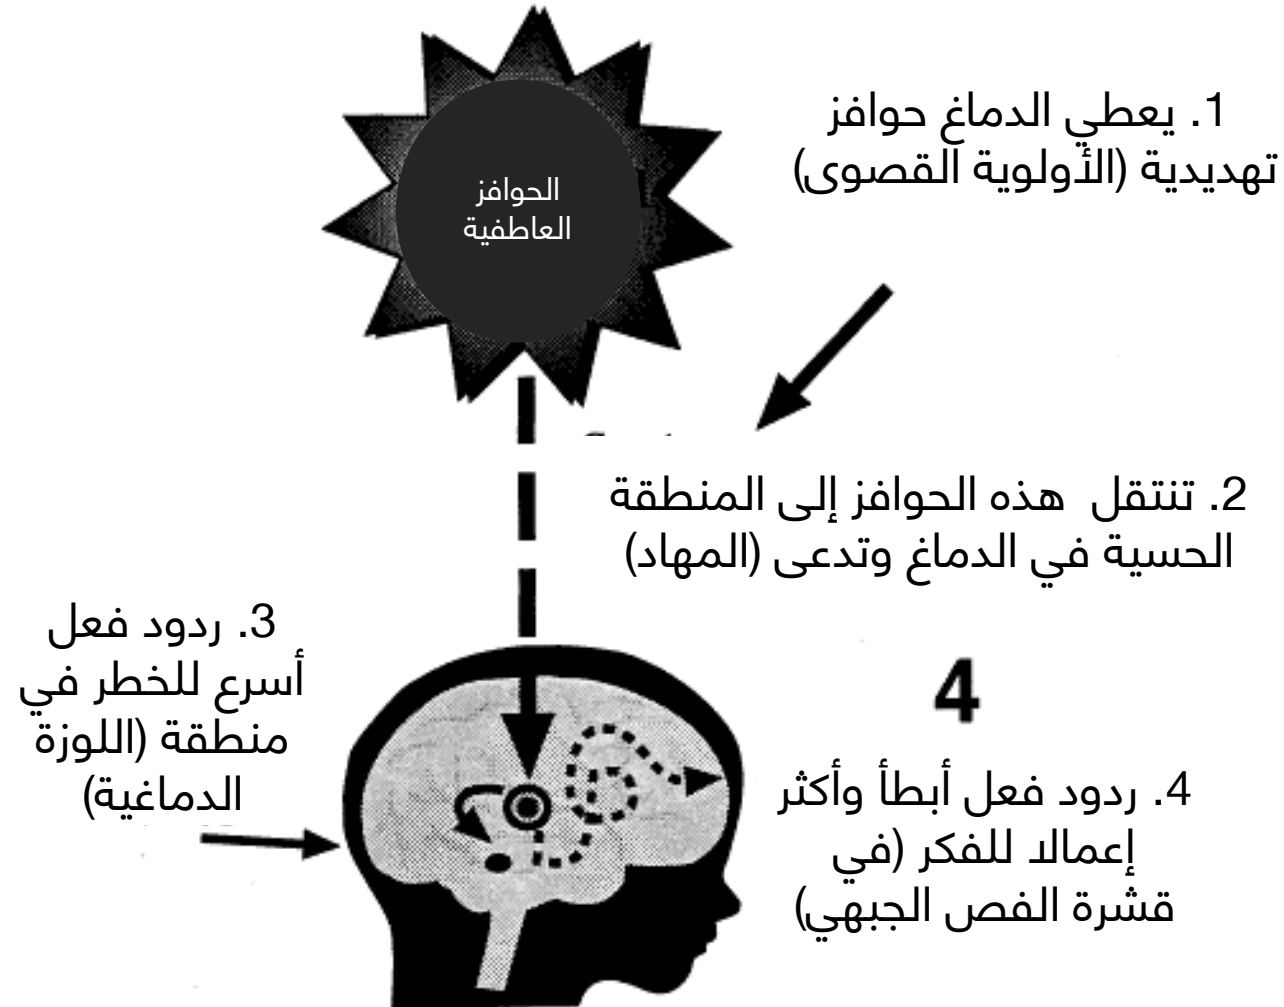 الحوافز
العاطفية
1. يعطي الدماغ حوافز
تهديدية (الأولوية القصوى)
2. تنتقل هذه الحوافز إلى المنطقة
الحسية في الدماغ وتدعى (المهاد)
3. ردود فعل
أسرع للخطر في
منطقة (اللوزة
الدماغية)
4
4. ردود فعل أبطأ وأكثر
إعمالا للفكر (في
قشرة الفص الجبهي)